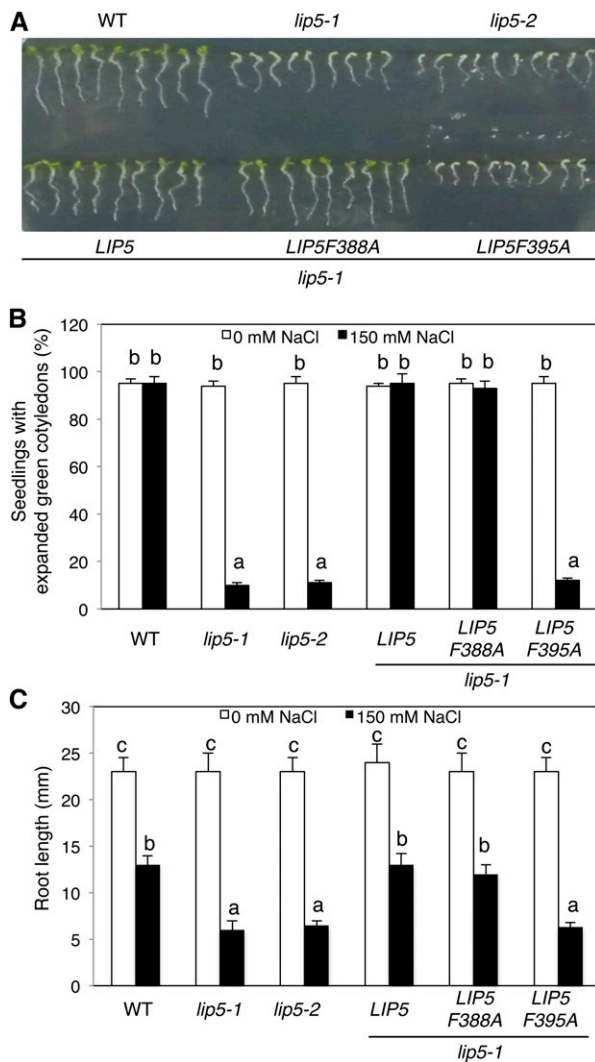 A
WT lip5-1 lip5-2
LIP5 LIP5F388A LIP5F395A
lip5-1
B
Seedlings with
expanded green cotyledons (%)
120
100
80
60
40
20
0
0 mM NaCl 150 mM NaCl
b b b b b b b b b
a a a
WT lip5-1 lip5-2 LIP5 LIP5 F388A LIP5 F395A
lip5-1
C
Root length (mm)
30
25
20
15
10
5
0
0 mM NaCl 150 mM NaCl
c c c c c c
b a a b b a
WT lip5-1 lip5-2 LIP5 LIP5 F388A LIP5 F395A
lip5-1